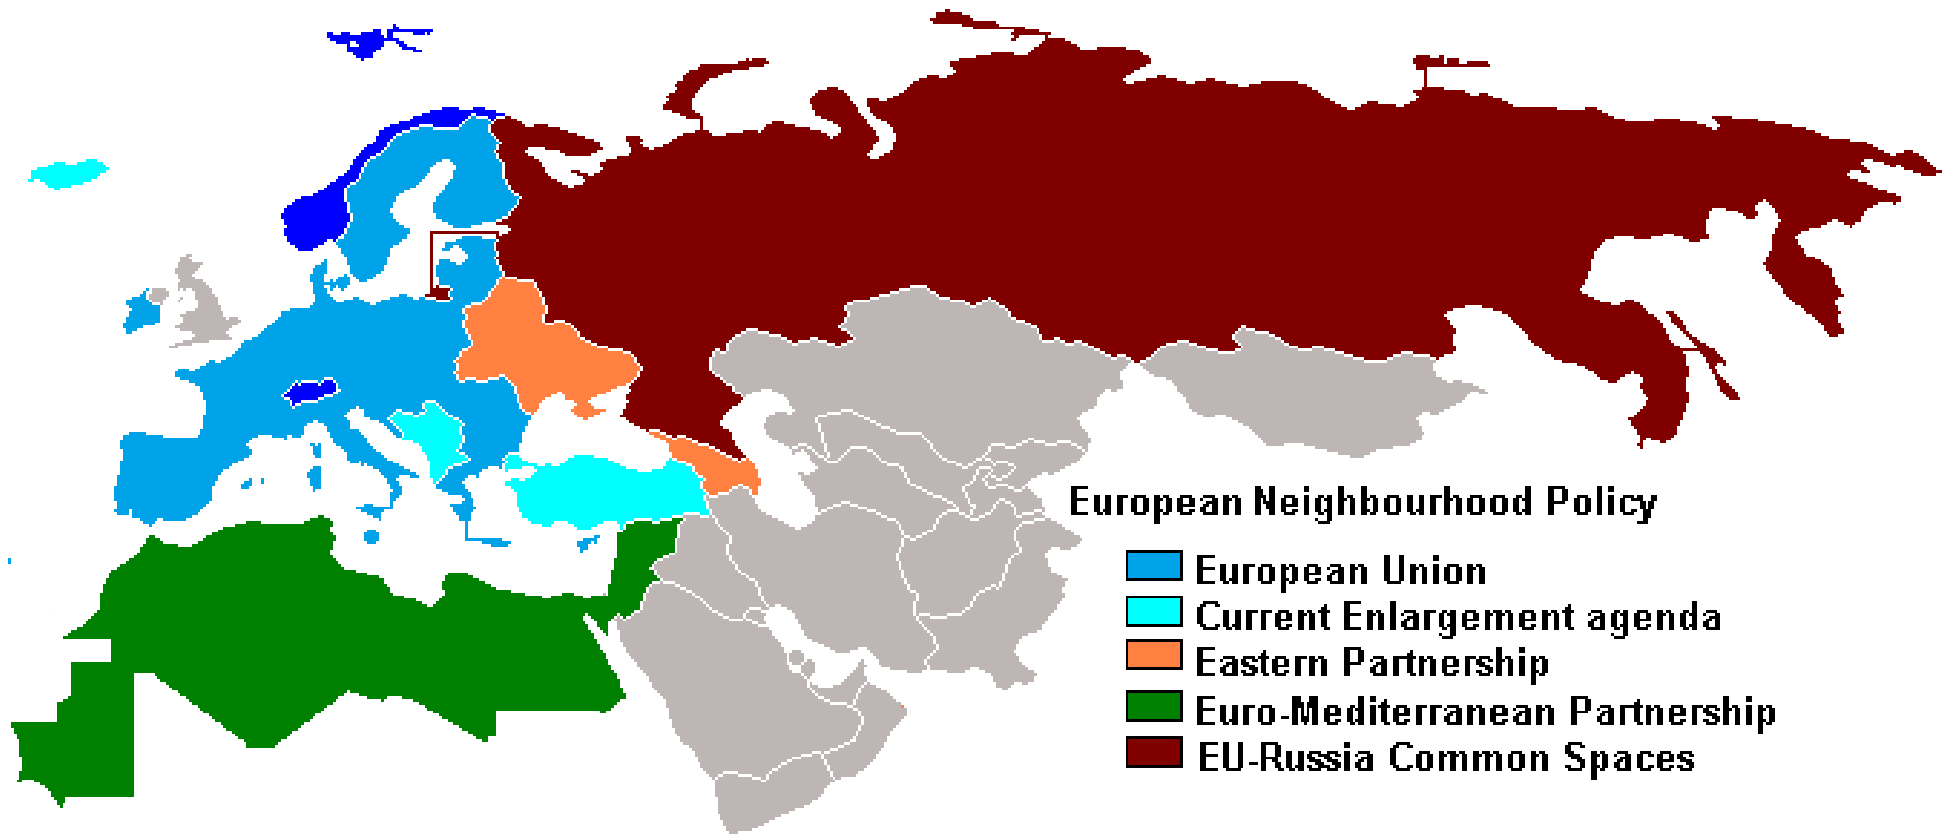 European Neighbourhood Policy
European Union
Current Enlargement agenda
Eastern Partnership
Euro-Mediterranean Partnership
EU-Russia Common Spaces